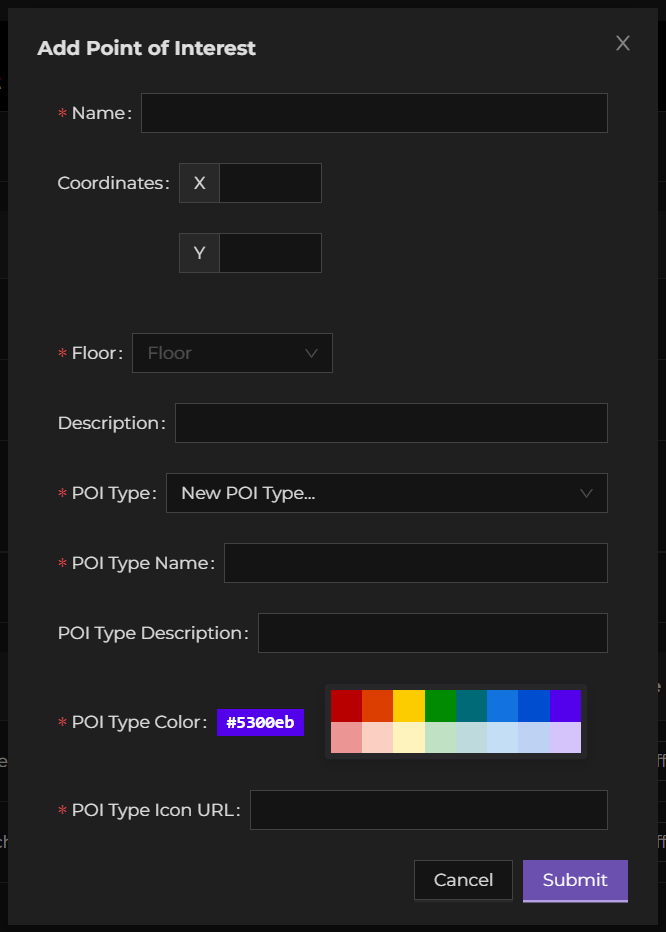 Add Point of Interest
* Name:
Coordinates: X
Y
* Floor: Floor
Description:
* POI Type: New POI Type...
* POI Type Name:
POI Type Description:
* POI Type Color: #5300eb
* POI Type Icon URL:
Cancel Submit